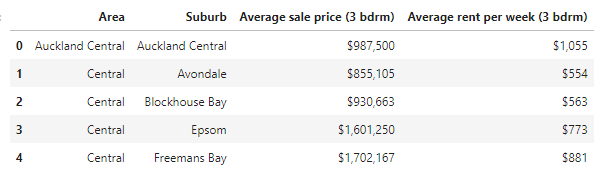 Area Suburb Average sale price (3 bdrm) Average rent per week (3 bdrm)
0 Auckland Central Auckland Central $987,500 $1,055
1 Central Avondale $855,105 $554
2 Central Blockhouse Bay $930,663 $563
3 Central Epsom $1,601,250 $773
4 Central Freemans Bay $1,702,167 $881